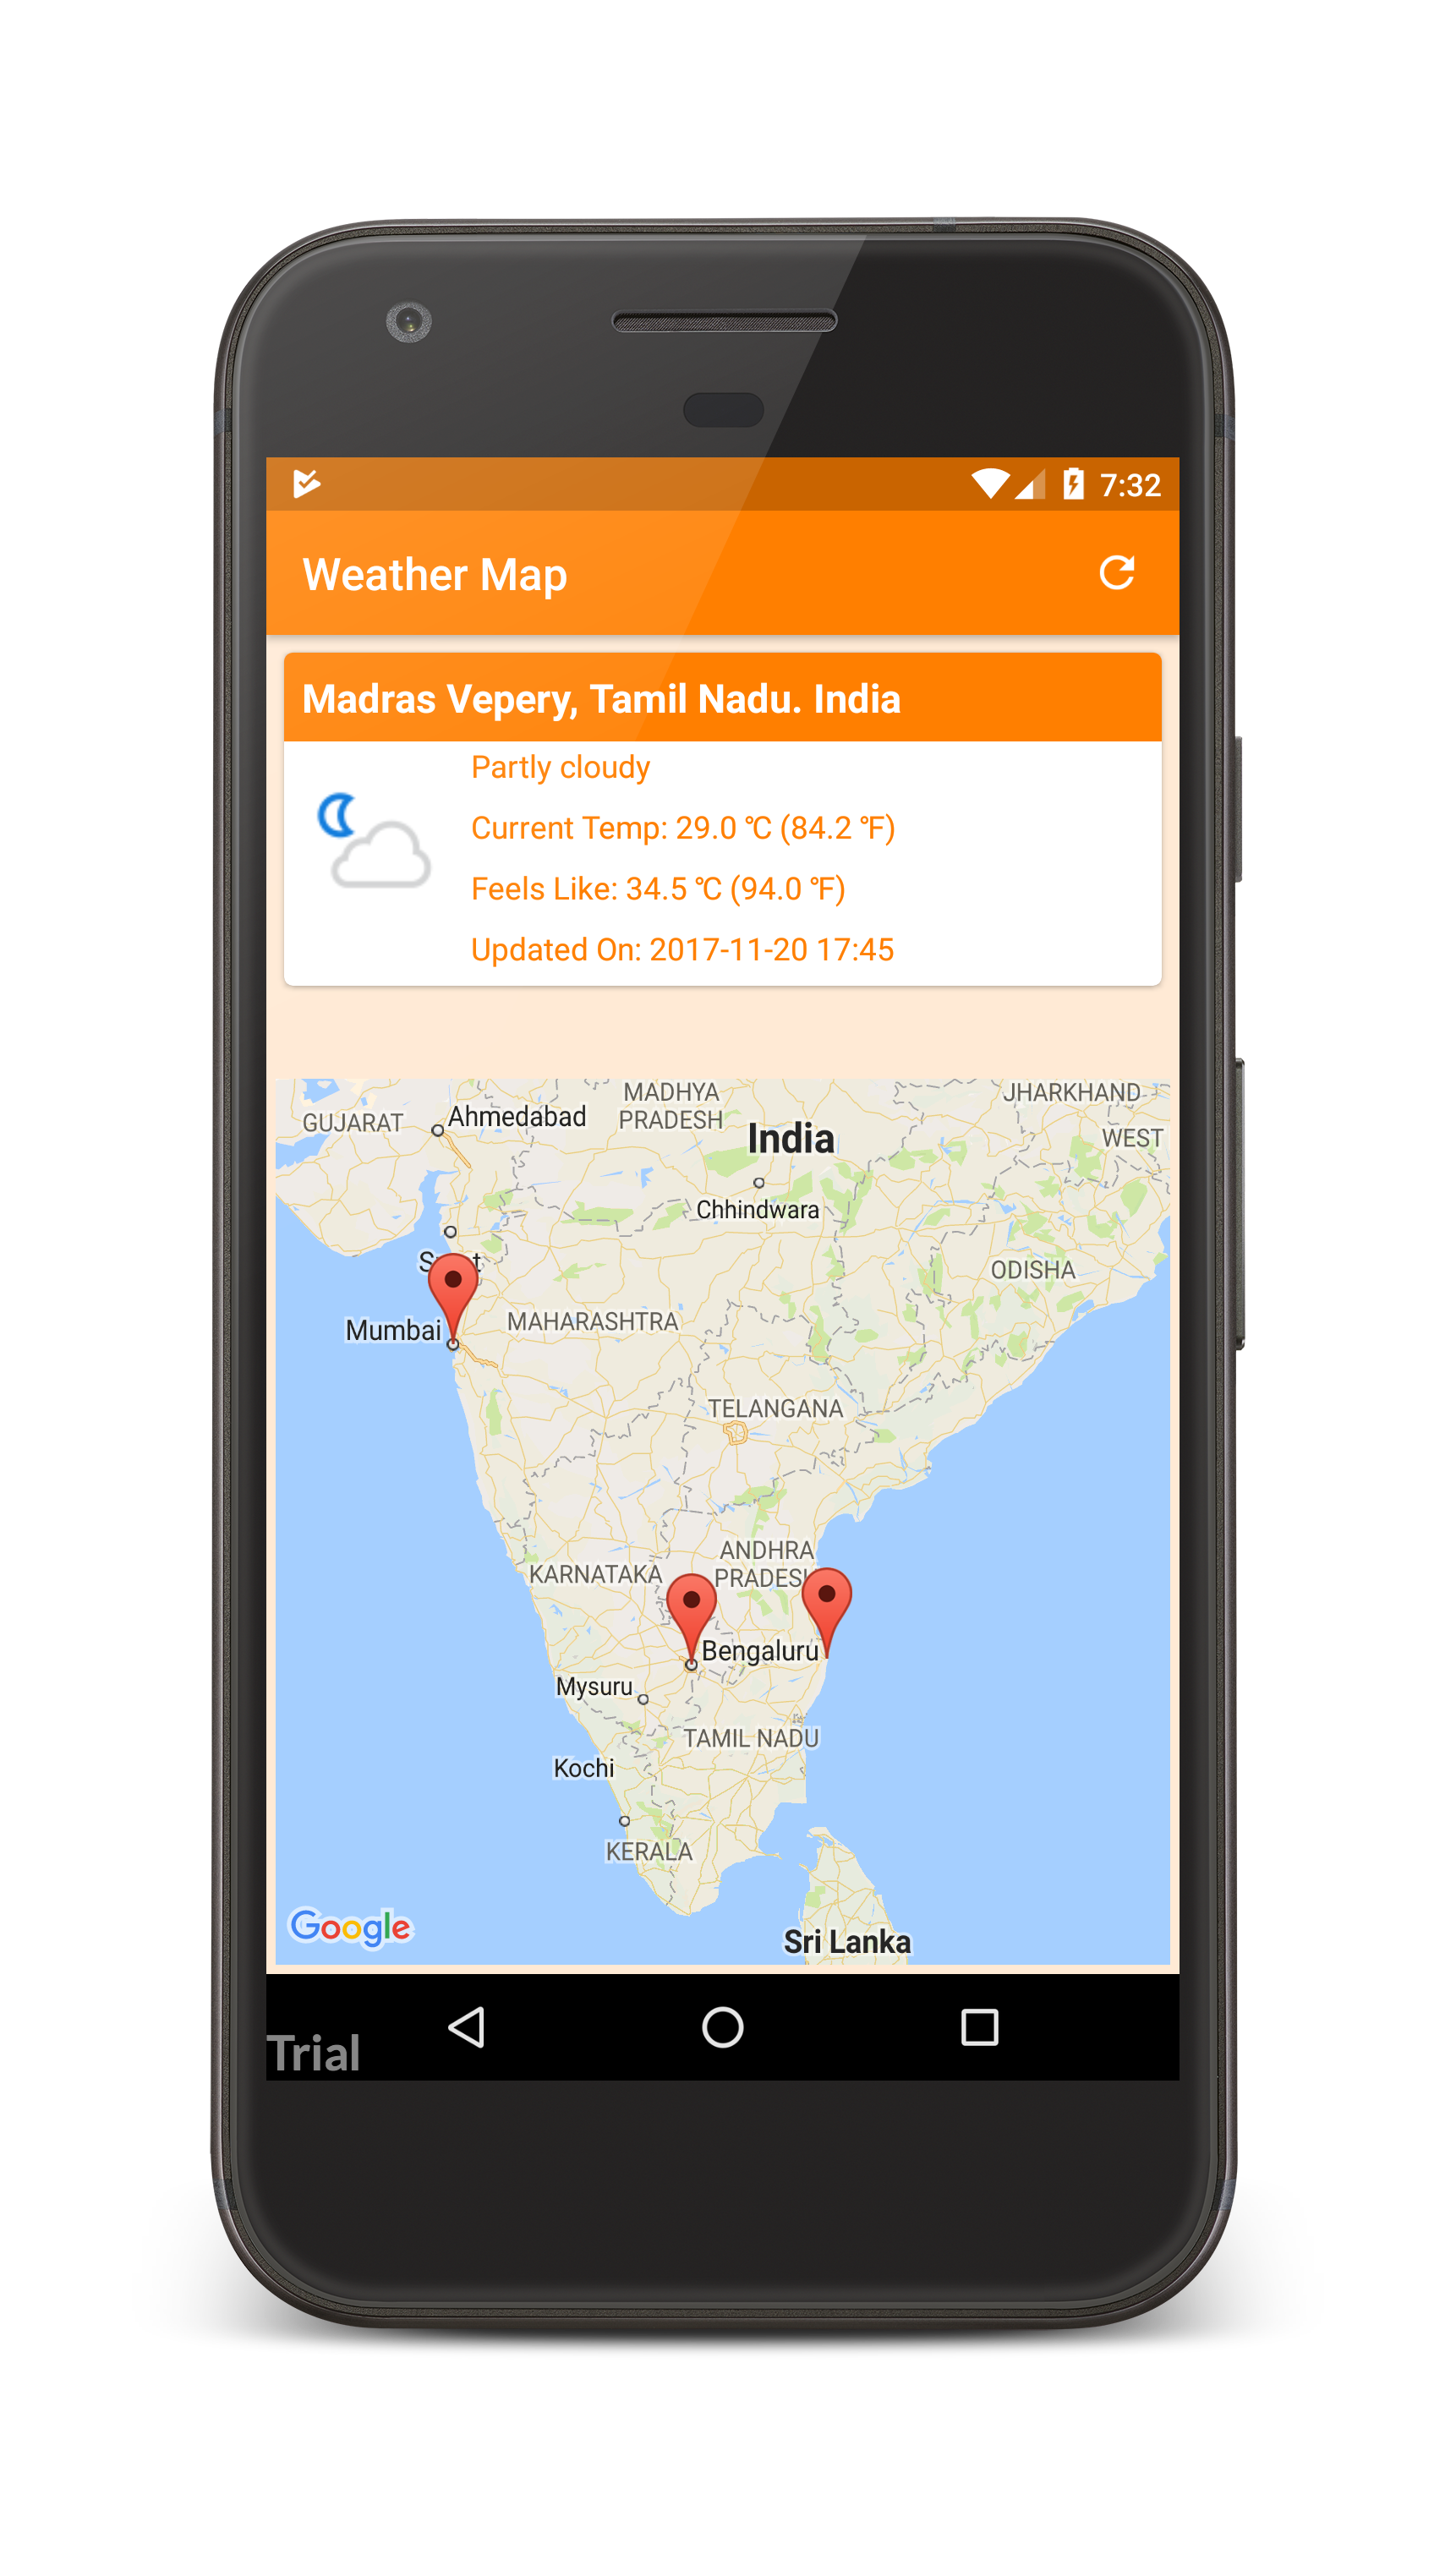 7:32
Weather Map
Madras Vepery, Tamil Nadu. India
Partly cloudy
Current Temp: 29.0 ℃ (84.2 ℉)
Feels Like: 34.5 ℃ (94.0 ℉)
Updated On: 2017-11-20 17:45
MADHYA
PRADESH
JHARKHAND
GUJARAT
Ahmedabad
India
WEST
Chhindwara
ODISHA
Mumbai
MAHARASHTRA
TELANGANA
ANDHRA
KARNATAKA
Bengaluru
Mysuru
TAMIL NADU
Kochi
KERALA
Google
Sri Lanka
Trial